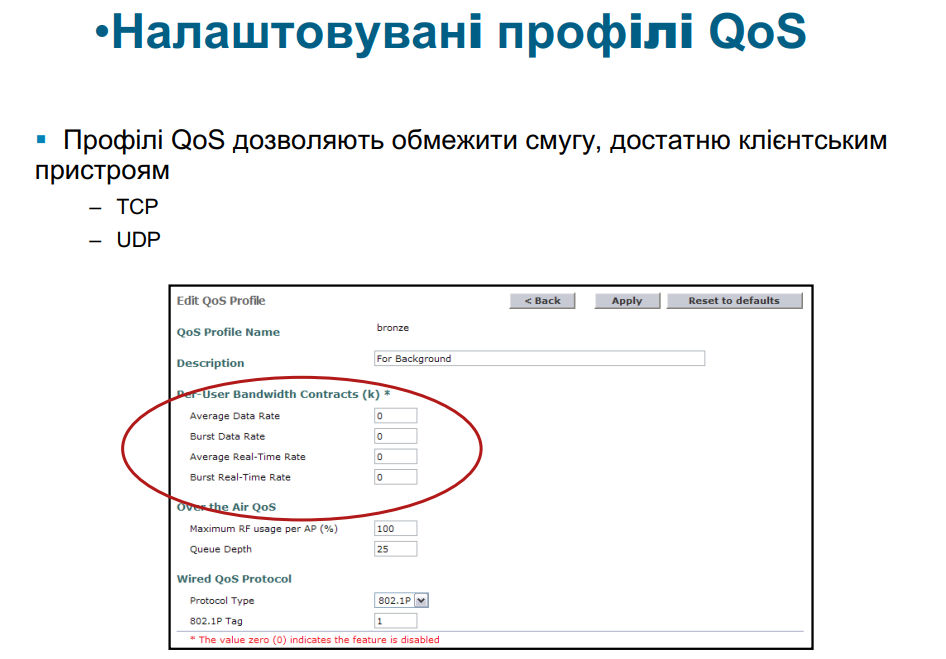 •Налаштовувані профілі QoS
▪ Профілі QoS дозволяють обмежити смугу, достатню клієнтським
пристроям
– TCP
– UDP
Edit QoS Profile < Back Apply Reset to defaults
QoS Profile Name bronze
Description For Background
Per-User Bandwidth Contracts (k) *
Average Data Rate 0
Burst Data Rate 0
Average Real-Time Rate 0
Burst Real-Time Rate 0
Over the Air QoS
Maximum RF usage per AP (%) 100
Queue Depth 25
Wired QoS Protocol
Protocol Type 802.1P
802.1P Tag 1
* The value zero (0) indicates the feature is disabled